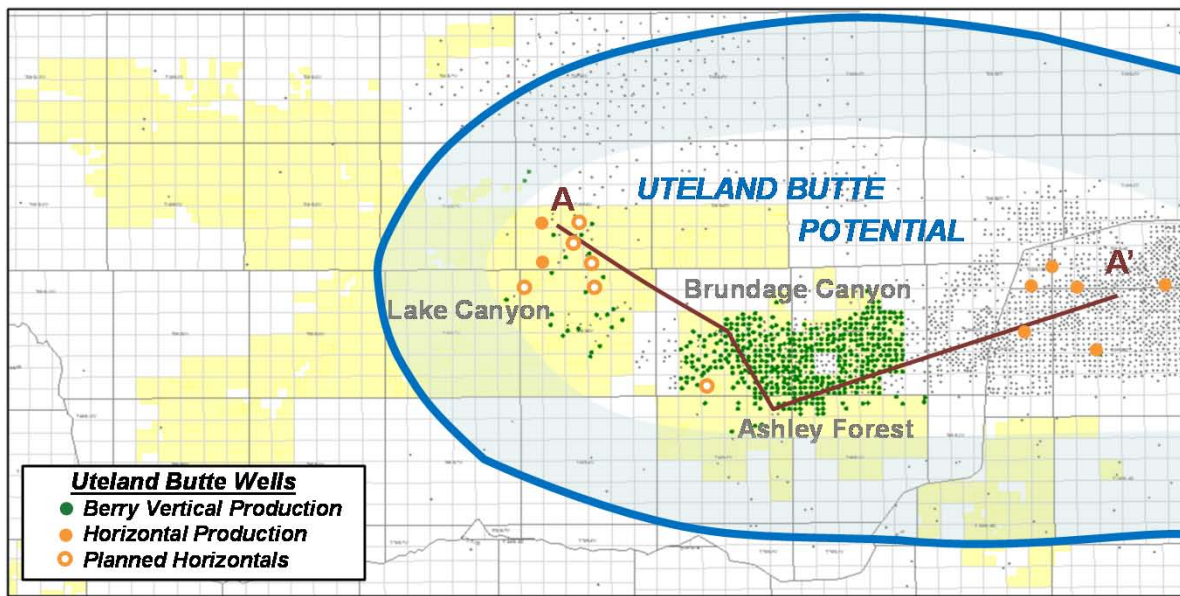 UTELAND BUTTE
POTENTIAL
A
A'
Brundage Canyon
Lake Canyon
Ashley Forest
Uteland Butte Wells
Berry Vertical Production
Horizontal Production
Planned Horizontals